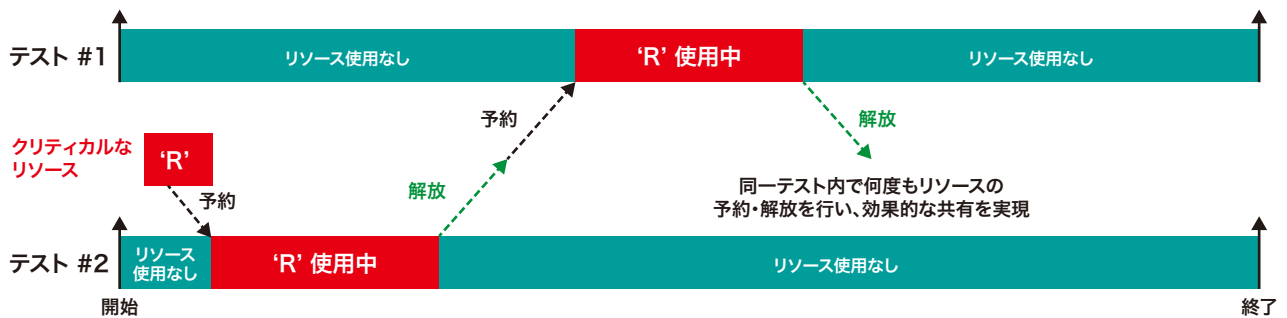 テスト #1
リソース使用なし
‘R’ 使用中
リソース使用なし
予約
解放
クリティカルな
リソース
‘R’
予約
解放
同一テスト内で何度もリソースの
予約・解放を行い、効果的な共有を実現
テスト #2
リソース
使用なし
‘R’ 使用中
リソース使用なし
開始
終了